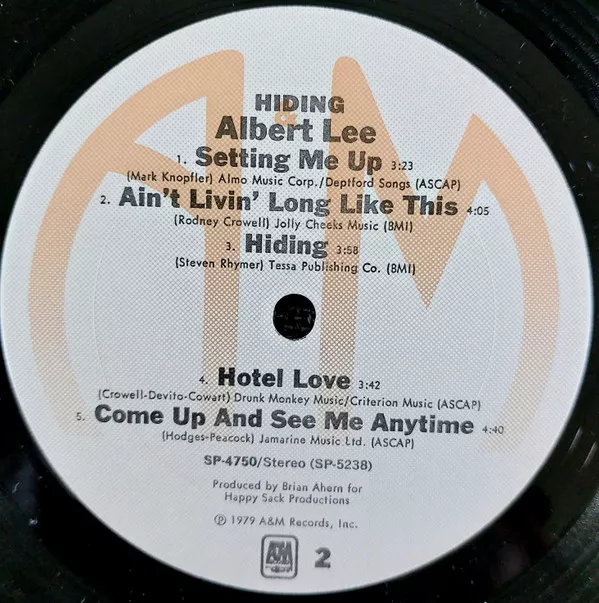 HIDING
Albert Lee
1. Setting Me Up 3:23
(Mark Knopfler) Almo Music Corp./Deptford Songs (ASCAP)
2. Ain't Livin' Long Like This 4:05
(Rodney Crowell) Jolly Cheeks Music (BMI)
3. Hiding 3:58
(Steven Rhymer) Tessa Publishing Co. (BMI)
4. Hotel Love 3:42
(Crowell-Devito-Cowart) Drunk Monkey Music/Criterion Music (ASCAP)
5. Come Up And See Me Anytime 4:40
(Hodges-Peacock) Jamarine Music Ltd. (ASCAP)
SP-4750/Stereo (SP-5238)
Produced by Brian Ahern for
Happy Sack Productions
℗ 1979 A&M Records, Inc.
A&M 2